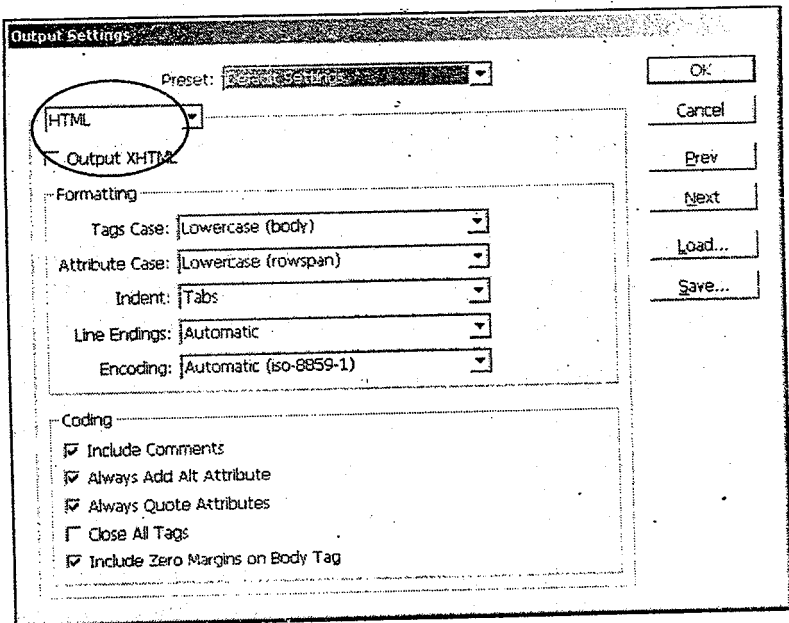 Output Settings
Preset: Default Settings
OK
HTML
Cancel
Output XHTML
Prev
Formatting
Next
Tags Case: Lowercase (body)
Attribute Case: Lowercase (rowspan)
Load...
Indent: Tabs
Save...
Line Endings: Automatic
Encoding: Automatic (iso-8859-1)
Coding
Include Comments
Always Add Alt Attribute
Always Quote Attributes
Close All Tags
Include Zero Margins on Body Tag